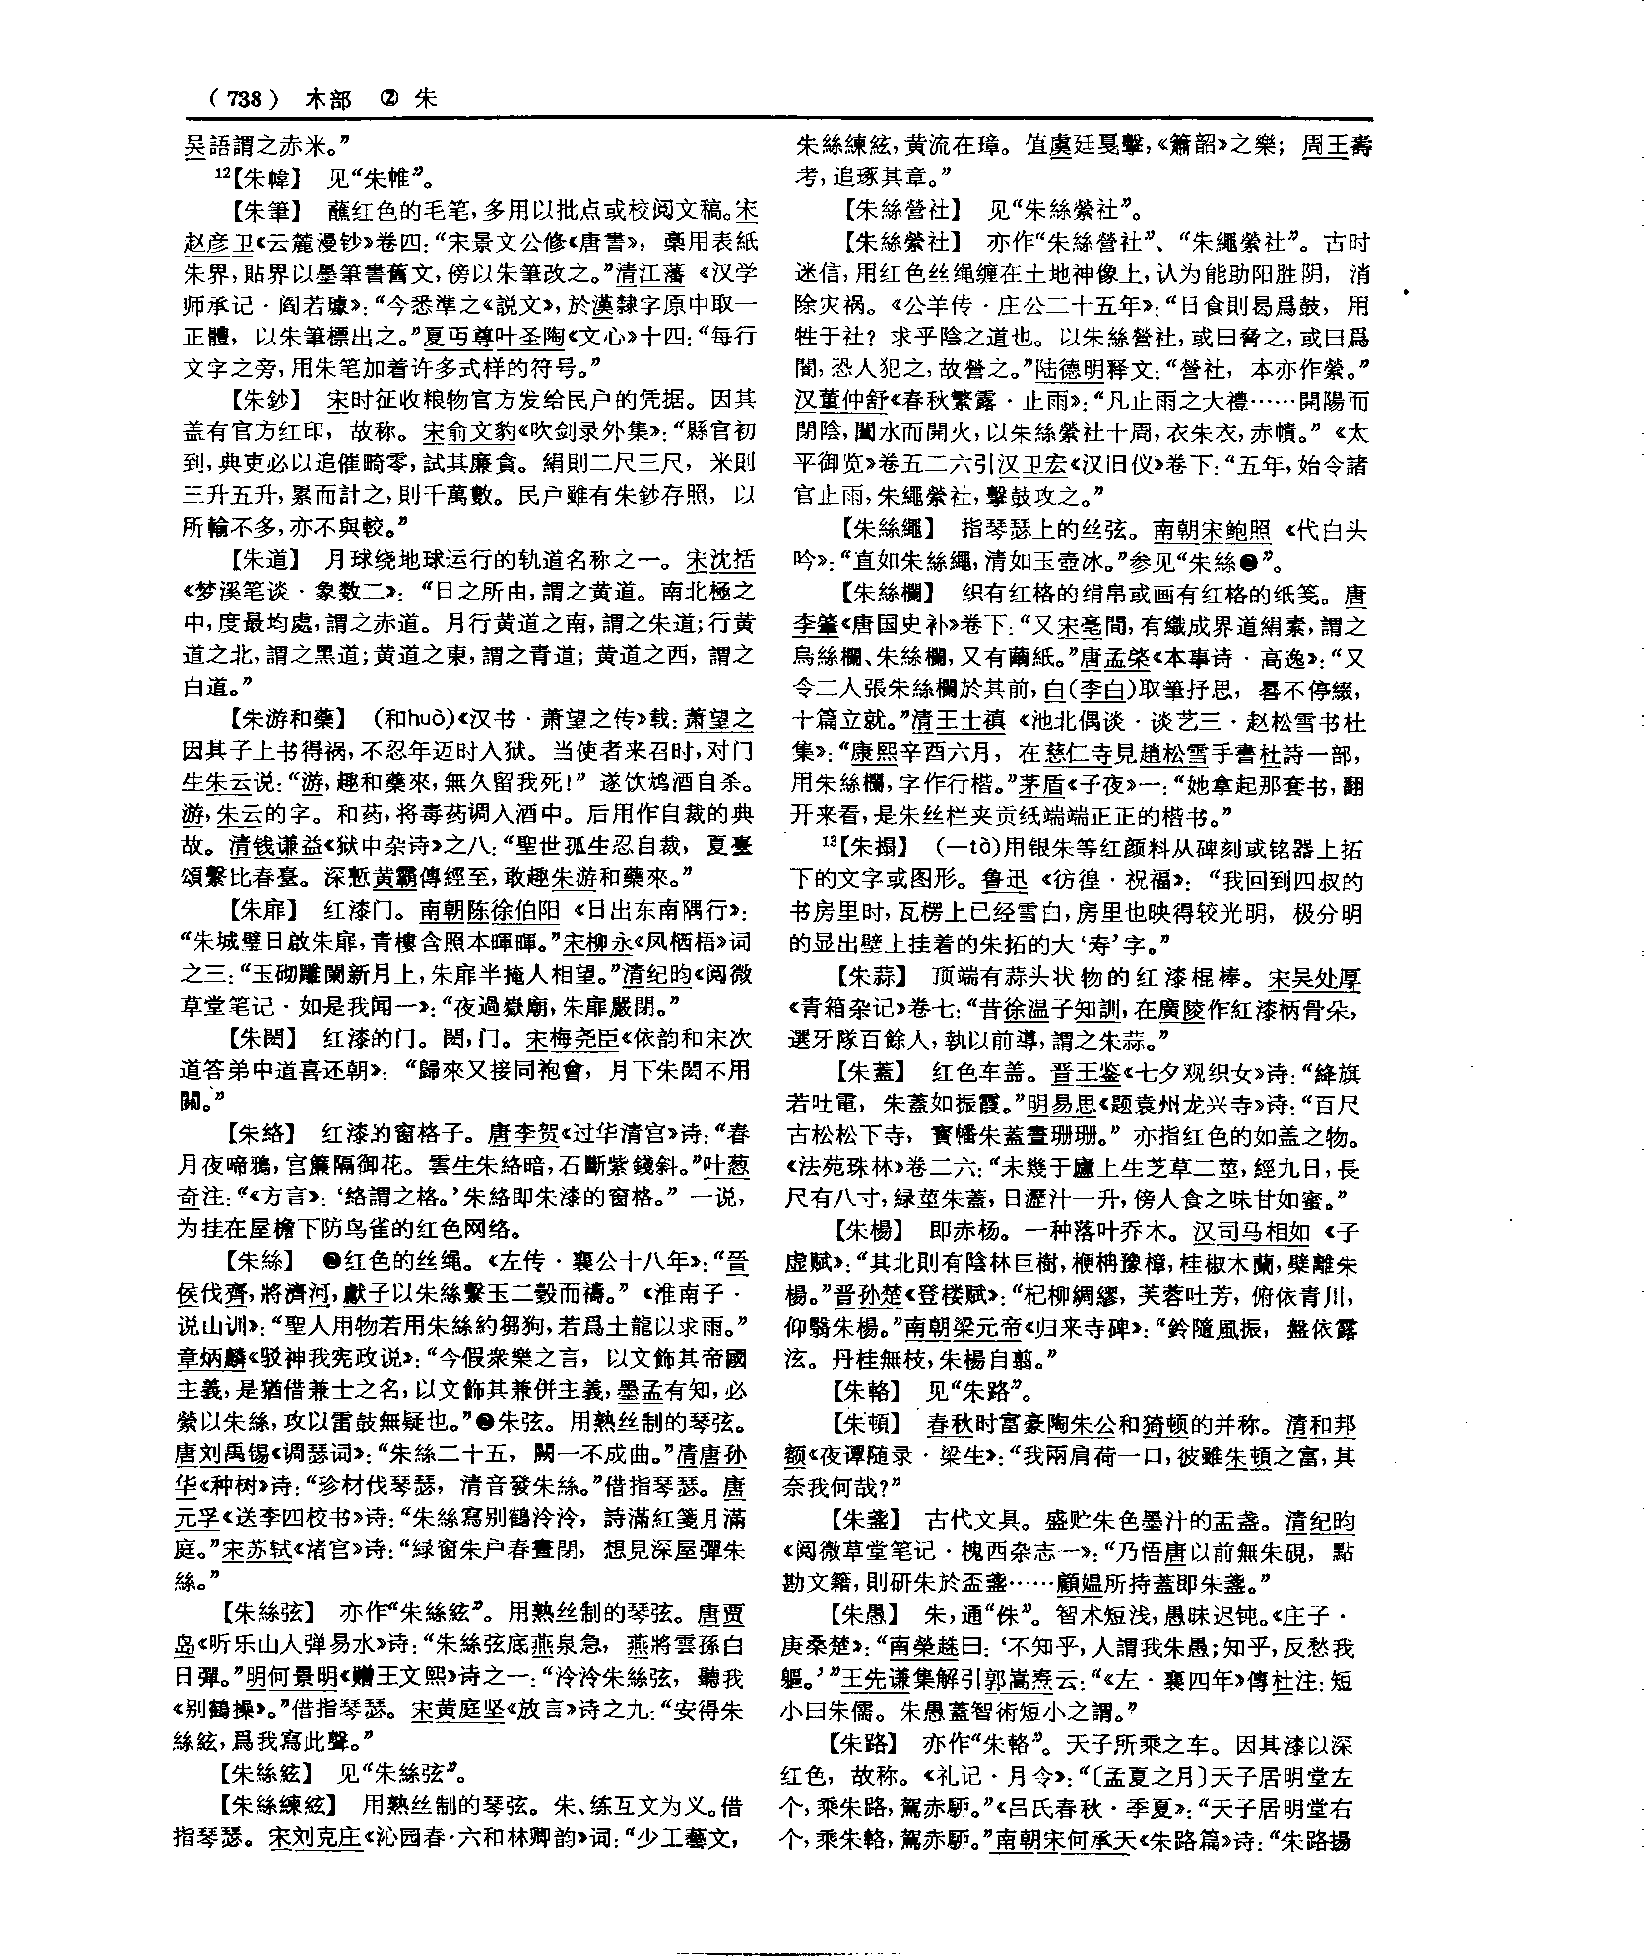 （738） 木部 ② 朱
吴語謂之赤米。”
12【朱幃】 见“朱帷”。
【朱筆】 蘸红色的毛笔，多用以批点或校阅文稿。宋
赵彦卫《云麓漫钞》卷四：“宋景文公修《唐書》，藁用表紙
朱界，貼界以墨筆書舊文，傍以朱筆改之。”清江藩《汉学
师承记·阎若璩》：“今悉準之《説文》，於漢隸字原中取一
正體，以朱筆標出之。”夏丏尊叶圣陶《文心》十四：“每行
文字之旁，用朱笔加着许多式样的符号。”
【朱鈔】 宋时征收粮物官方发给民户的凭据。因其
盖有官方红印，故称。宋俞文豹《吹剑录外集》：“縣官初
到，典吏必以追催畸零，試其廉貪。絹則二尺三尺，米則
三升五升，累而計之，則千萬數。民户雖有朱鈔存照，以
所輸不多，亦不與較。”
【朱道】 月球绕地球运行的轨道名称之一。宋沈括
《梦溪笔谈·象数二》：“日之所由，謂之黄道。南北極之
中，度最均處，謂之赤道。月行黄道之南，謂之朱道；行黄
道之北，謂之黑道；黄道之東，謂之青道；黄道之西，謂之
白道。”
【朱游和藥】 （和huò）《汉书·萧望之传》载：萧望之
因其子上书得祸，不忍年迈时入狱。当使者来召时，对门
生朱云说：“游，趣和藥來，無久留我死！”遂饮鸩酒自杀。
游，朱云的字。和药，将毒药调入酒中。后用作自裁的典
故。清钱谦益《狱中杂诗》之八：“聖世孤生忍自裁，夏臺
頌繫比春臺。深慙黄霸傳經至，敢趣朱游和藥來。”
【朱扉】 红漆门。南朝陈徐伯阳《日出东南隅行》：
“朱城璧日啟朱扉，青樓含照本暉暉。”宋柳永《凤栖梧》词
之三：“玉砌雕闌新月上，朱扉半掩人相望。”清纪昀《阅微
草堂笔记·如是我闻一》：“夜過嶽廟，朱扉嚴閉。”
【朱閎】 红漆的门。閎，门。宋梅尧臣《依韵和宋次
道答弟中道喜还朝》：“歸來又接同袍會，月下朱閎不用
關。”
【朱絡】 红漆的窗格子。唐李贺《过华清宫》诗：“春
月夜啼鴉，宫簾隔御花。雲生朱絡暗，石斷紫錢斜。”叶葱
奇注：“《方言》：‘絡謂之格。’朱絡即朱漆的窗格。”一说，
为挂在屋檐下防鸟雀的红色网络。
【朱絲】 ❶红色的丝绳。《左传·襄公十八年》：“晋
侯伐齊，將濟河，獻子以朱絲繫玉二瑴而禱。”《淮南子·
说山训》：“聖人用物若用朱絲約芻狗，若爲土龍以求雨。”
章炳麟《驳神我宪政说》：“今假衆樂之言，以文飾其帝國
主義，是猶借兼士之名，以文飾其兼併主義，墨孟有知，必
縈以朱絲，攻以雷鼓無疑也。”❷朱弦。用熟丝制的琴弦。
唐刘禹锡《调瑟词》：“朱絲二十五，闕一不成曲。”清唐孙
华《种树》诗：“珍材伐琴瑟，清音發朱絲。”借指琴瑟。唐
元孚《送李四校书》诗：“朱絲寫别鶴泠泠，詩滿紅箋月滿
庭。”宋苏轼《渚宫》诗：“緑窗朱户春晝閉，想見深屋彈朱
絲。”
【朱絲弦】 亦作“朱絲絃”。用熟丝制的琴弦。唐贾
岛《听乐山人弹易水》诗：“朱絲弦底燕泉急，燕將雲孫白
日彈。”明何景明《赠王文熙》诗之一：“泠泠朱絲弦，聽我
《别鶴操》。”借指琴瑟。宋黄庭坚《放言》诗之九：“安得朱
絲絃，爲我寫此聲。”
【朱絲絃】 见“朱絲弦”。
【朱絲練絃】 用熟丝制的琴弦。朱、练互文为义。借
指琴瑟。宋刘克庄《沁园春·六和林卿韵》词：“少工藝文，
朱絲練絃，黄流在璋。值虞廷戛擊，《簫韶》之樂；周王壽
考，追琢其章。”
【朱絲營社】 见“朱絲縈社”。
【朱絲縈社】 亦作“朱絲營社”、“朱繩縈社”。古时
迷信，用红色丝绳缠在土地神像上，认为能助阳胜阴，消
除灾祸。《公羊传·庄公二十五年》：“日食則曷爲鼓，用
牲于社？求乎陰之道也。以朱絲營社，或曰脅之，或曰爲
闇，恐人犯之，故營之。”陆德明释文：“營社，本亦作縈。”
汉董仲舒《春秋繁露·止雨》：“凡止雨之大禮……開陽而
閉陰，闔水而開火，以朱絲縈社十周，衣朱衣，赤幘。”《太
平御览》卷五二六引汉卫宏《汉旧仪》卷下：“五年，始令諸
官止雨，朱繩縈社，擊鼓攻之。”
【朱絲繩】 指琴瑟上的丝弦。南朝宋鲍照《代白头
吟》：“直如朱絲繩，清如玉壺冰。”参见“朱絲❷”。
【朱絲欄】 织有红格的缉帛或画有红格的纸笺。唐
李肇《唐国史补》卷下：“又宋亳間，有織成界道絹素，謂之
烏絲欄、朱絲欄，又有繭紙。”唐孟棨《本事诗·高逸》：“又
令二人張朱絲欄於其前，白（李白）取筆抒思，畧不停綴，
十篇立就。”清王士禛《池北偶谈·谈艺三·赵松雪书杜
集》：“康熙辛酉六月，在慈仁寺見趙松雪手書杜詩一部，
用朱絲欄，字作行楷。”茅盾《子夜》一：“她拿起那套书，翻
开来看，是朱丝栏夹贡纸端端正正的楷书。”
13【朱搨】 （—tà）用银朱等红颜料从碑刻或铭器上拓
下的文字或图形。鲁迅《彷徨·祝福》：“我回到四叔的
书房里时，瓦楞上已经雪白，房里也映得较光明，极分明
的显出壁上挂着的朱拓的大‘寿’字。”
【朱蒜】 顶端有蒜头状物的红漆棍棒。宋吴处厚
《青箱杂记》卷七：“昔徐温子知訓，在廣陵作紅漆柄骨朵，
選牙隊百餘人，執以前導，謂之朱蒜。”
【朱蓋】 红色车盖。晋王鉴《七夕观织女》诗：“絳旗
若吐電，朱蓋如振霞。”明易思《题袁州龙兴寺》诗：“百尺
古松松下寺，寳幡朱蓋晝珊珊。”亦指红色的如盖之物。
《法苑珠林》卷二六：“未幾于廬上生芝草二莖，經九日，長
尺有八寸，緑莖朱蓋，日瀝汁一升，傍人食之味甘如蜜。”
【朱楊】 即赤杨。一种落叶乔木。汉司马相如《子
虚赋》：“其北則有陰林巨樹，楩枏豫樟，桂椒木蘭，檗離朱
楊。”晋孙楚《登楼赋》：“杞柳綢繆，芙蓉吐芳，俯依青川，
仰翳朱楊。”南朝梁元帝《归来寺碑》：“鈴隨風振，盤依露
泫。丹桂無枝，朱楊自翦。”
【朱輅】 见“朱路”。
【朱頓】 春秋时富豪陶朱公和猗顿的并称。清和邦
额《夜谭随录·梁生》：“我兩肩荷一口，彼雖朱頓之富，其
奈我何哉？”
【朱盞】 古代文具。盛贮朱色墨汁的盂盏。清纪昀
《阅微草堂笔记·槐西杂志一》：“乃悟唐以前無朱硯，點
勘文籍，則研朱於盃盞……顧媼所持蓋即朱盞。”
【朱愚】 朱，通“侏”。智术短浅，愚昧迟钝。《庄子·
庚桑楚》：“南榮趎曰：‘不知乎，人謂我朱愚；知乎，反愁我
軀。’”王先谦集解引郭嵩焘云：“《左·襄四年》傳杜注：短
小曰朱儒。朱愚蓋智術短小之謂。”
【朱路】 亦作“朱輅”。天子所乘之车。因其漆以深
红色，故称。《礼记·月令》：“〔孟夏之月〕天子居明堂左
个，乘朱路，駕赤駵。”《吕氏春秋·季夏》：“天子居明堂右
个，乘朱輅，駕赤駵。”南朝宋何承天《朱路篇》诗：“朱路揚